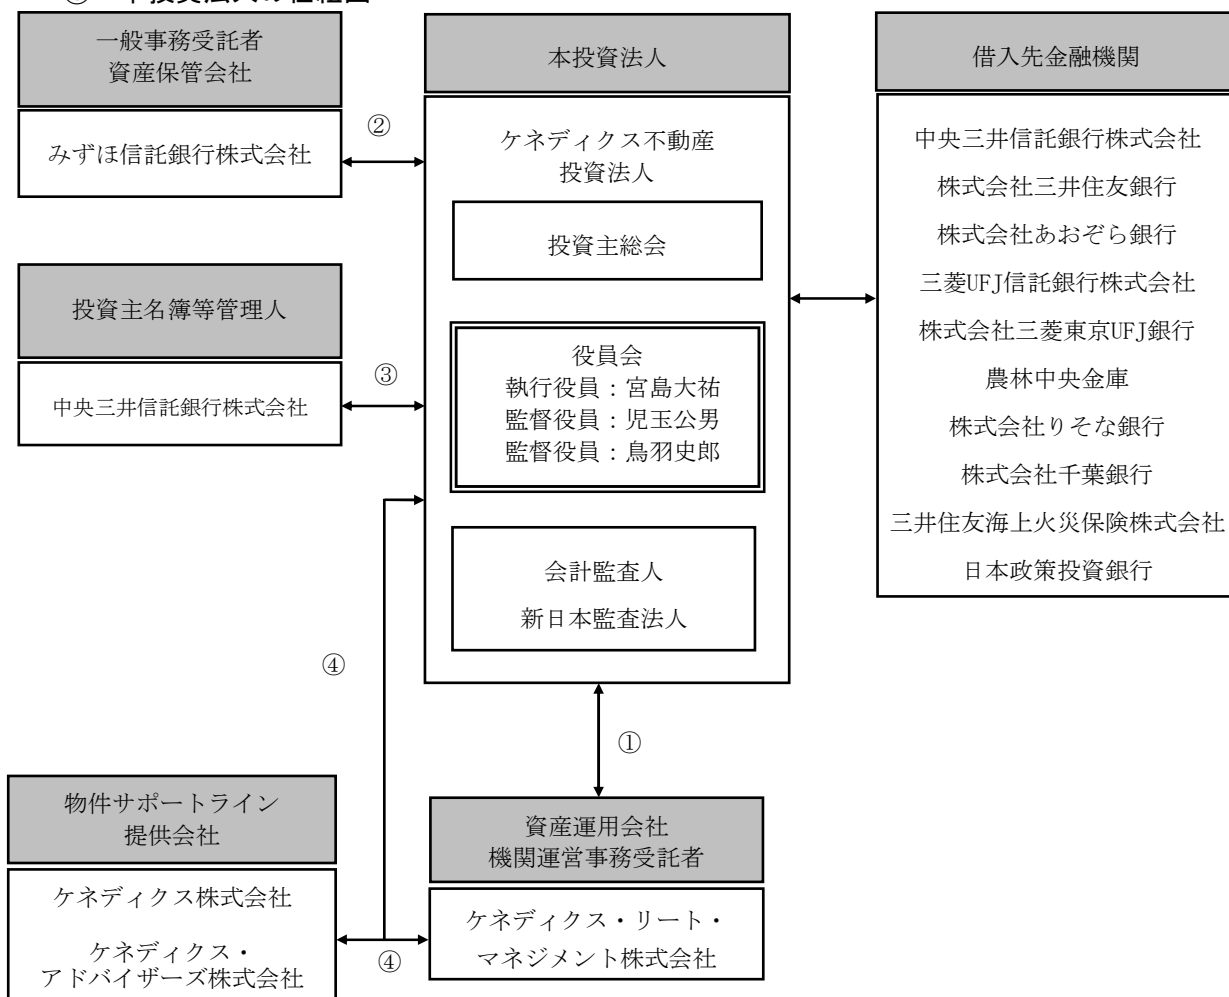 一般事務受託者
資産保管会社
みずほ信託銀行株式会社
②
投資主名簿等管理人
中央三井信託銀行株式会社
③
本投資法人
ケネディクス不動産
投資法人
投資主総会
役員会
執行役員：宮島大祐
監督役員：児玉公男
監督役員：鳥羽史郎
会計監査人
新日本監査法人
借入先金融機関
中央三井信託銀行株式会社
株式会社三井住友銀行
株式会社あおぞら銀行
三菱UFJ信託銀行株式会社
株式会社三菱東京UFJ銀行
農林中央金庫
株式会社りそな銀行
株式会社千葉銀行
三井住友海上火災保険株式会社
日本政策投資銀行
④
①
物件サポートライン
提供会社
ケネディクス株式会社
ケネディクス・
アドバイザーズ株式会社
④
資産運用会社
機関運営事務受託者
ケネディクス・リート・
マネジメント株式会社